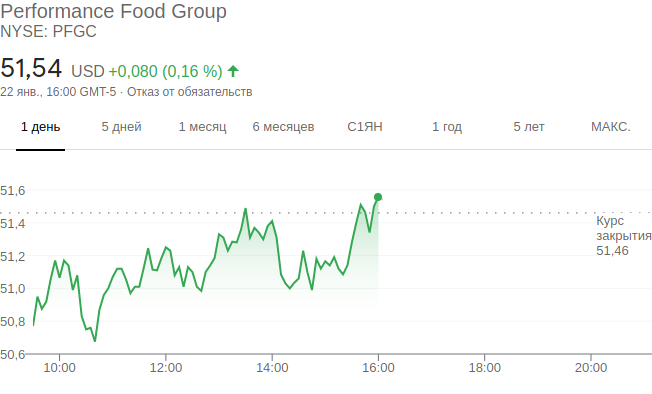 Performance Food Group
NYSE: PFGC
51,54 USD +0,080 (0,16 %)
22 янв., 16:00 GMT-5 · Отказ от обязательств
1 день 5 дней 1 месяц 6 месяцев С1ЯН 1 год 5 лет МАКС.
51,6
51,4
Курс
закрытия
51,46
51,2
51,0
50,8
50,6
10:00 12:00 14:00 16:00 18:00 20:00